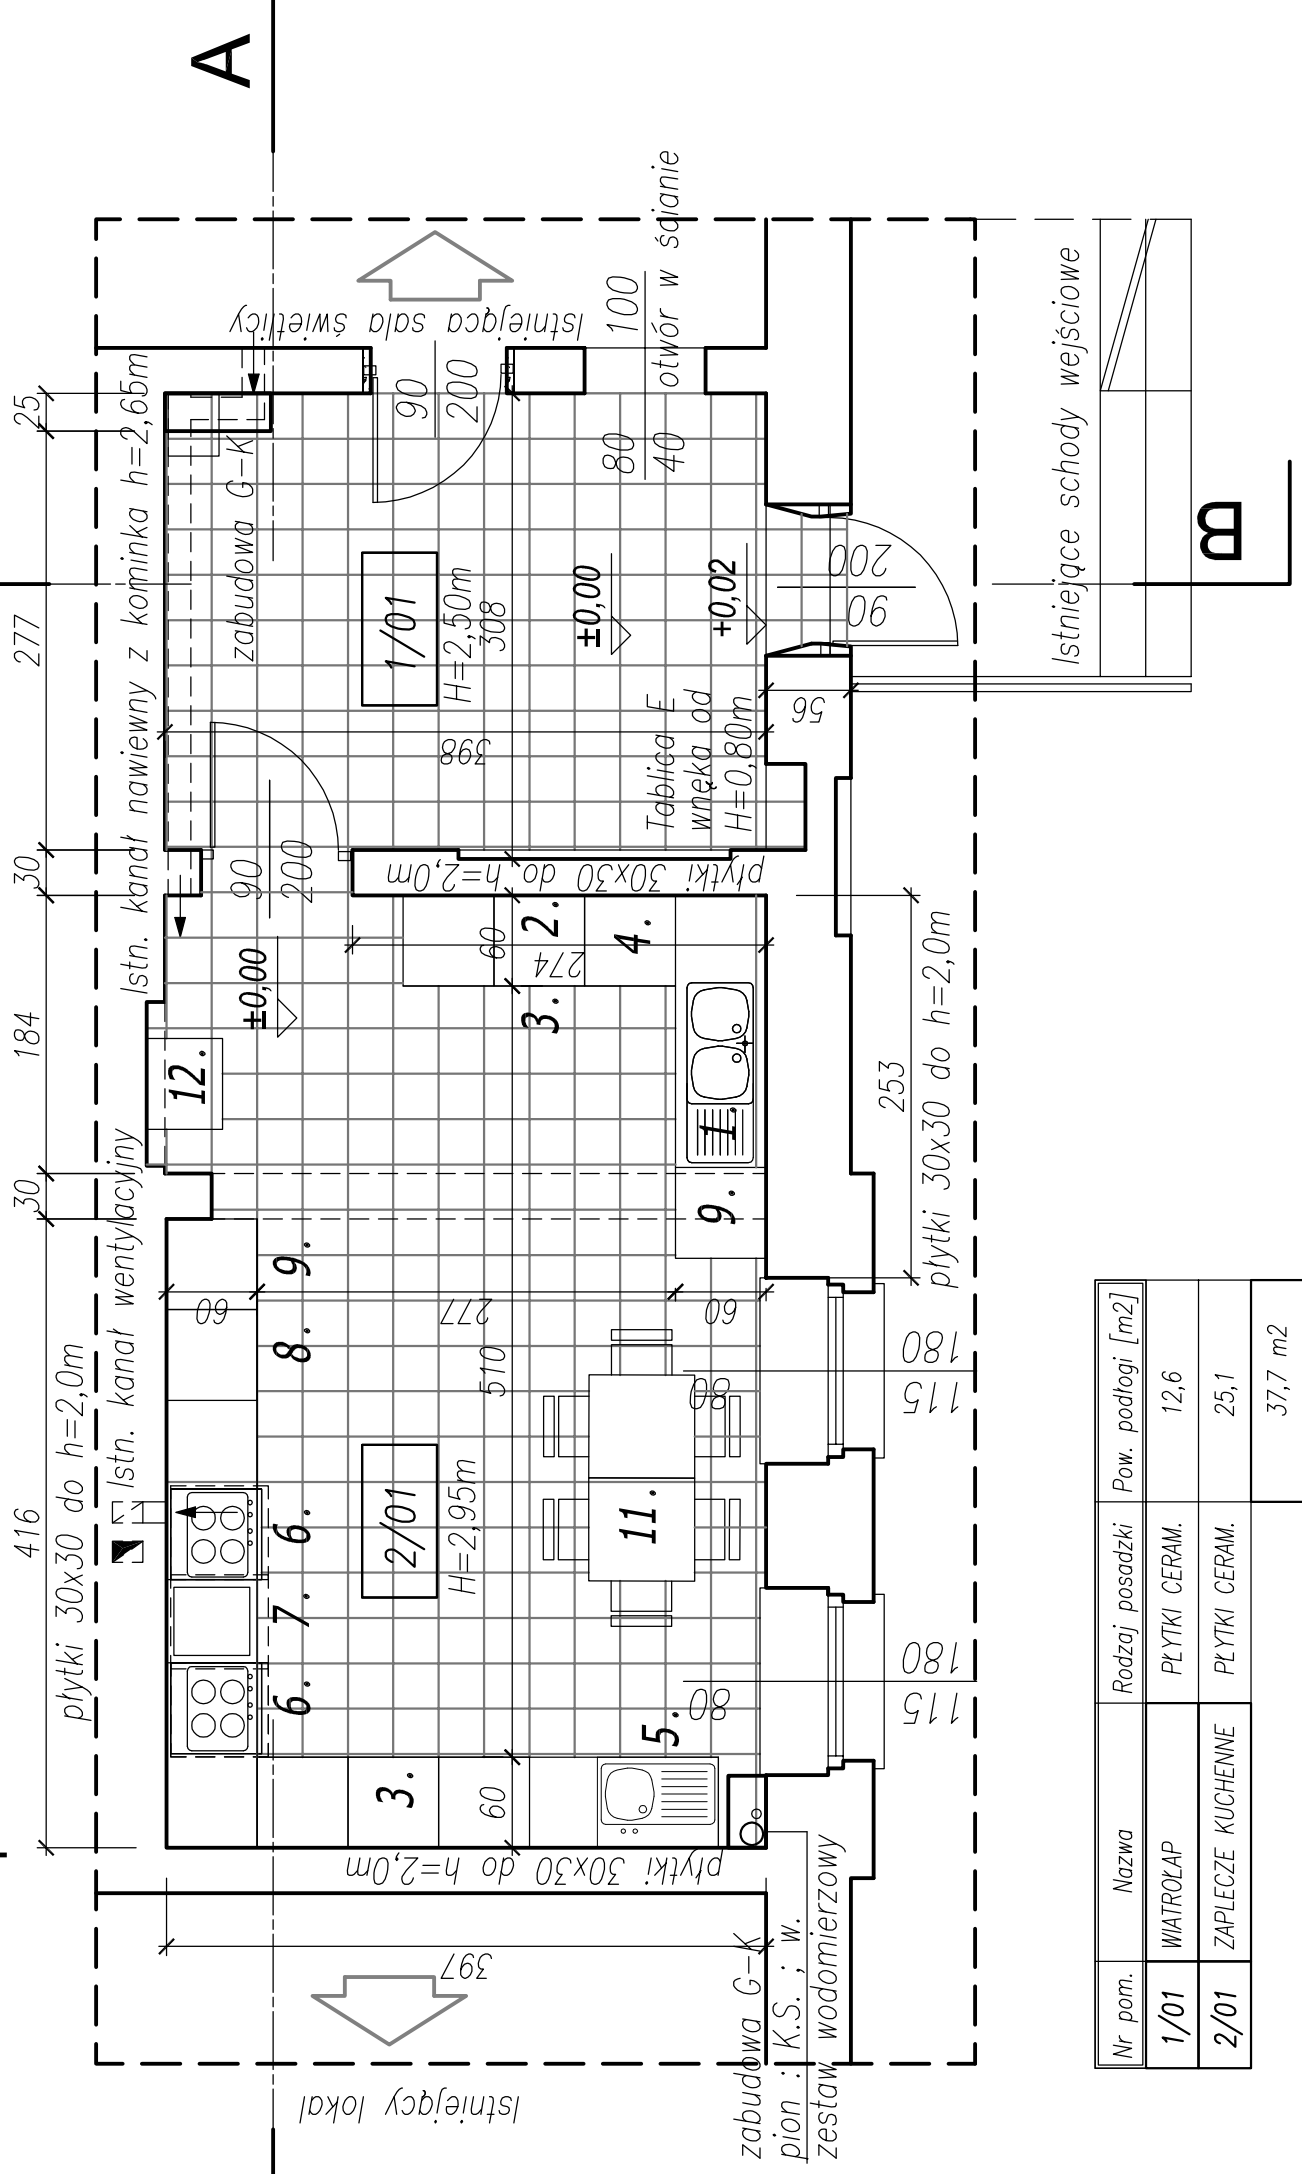 A
25
277
30
184
30
416
Istn. kanał nawiewny z kominka h=2,65m
zabudowa G-K
Istniejąca sala świetlicy
90
200
100
otwór w ścianie
80
40
1/01
H=2,50m
308
398
±0,00
+0,02
200
90
56
Tablica E
wnęka od
H=0,80m
Istniejące schody wejściowe
B
90
200
płytki 30x30 do h=2,0m
±0,00
12.
60
2.
274
4.
3.
1.
9.
253
płytki 30x30 do h=2,0m
Istn. kanał wentylacyjny
płytki 30x30 do h=2,0m
60
9.
277
60
8.
510
80
180
115
6.
2/01
H=2,95m
11.
7.
6.
80
180
115
5.
3.
60
płytki 30x30 do h=2,0m
397
zabudowa G-K
pion : K.S. ; w.
zestaw wodomierzowy
Istniejący lokal
Nr pom. Nazwa Rodzaj posadzki Pow. podłogi [m2]
1/01 WIATROŁAP PŁYTKI CERAM. 12,6
2/01 ZAPLECZE KUCHENNE PŁYTKI CERAM. 25,1
37,7 m2